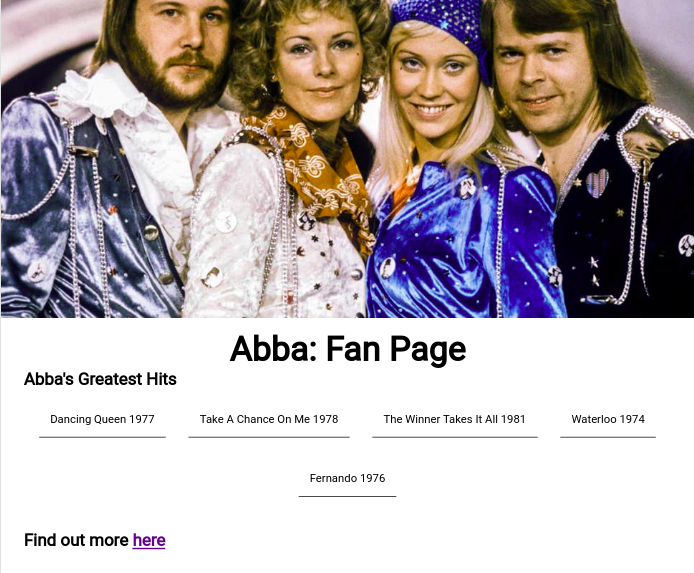 Abba: Fan Page
Abba's Greatest Hits
Dancing Queen 1977 Take A Chance On Me 1978 The Winner Takes It All 1981 Waterloo 1974
Fernando 1976
Find out more here